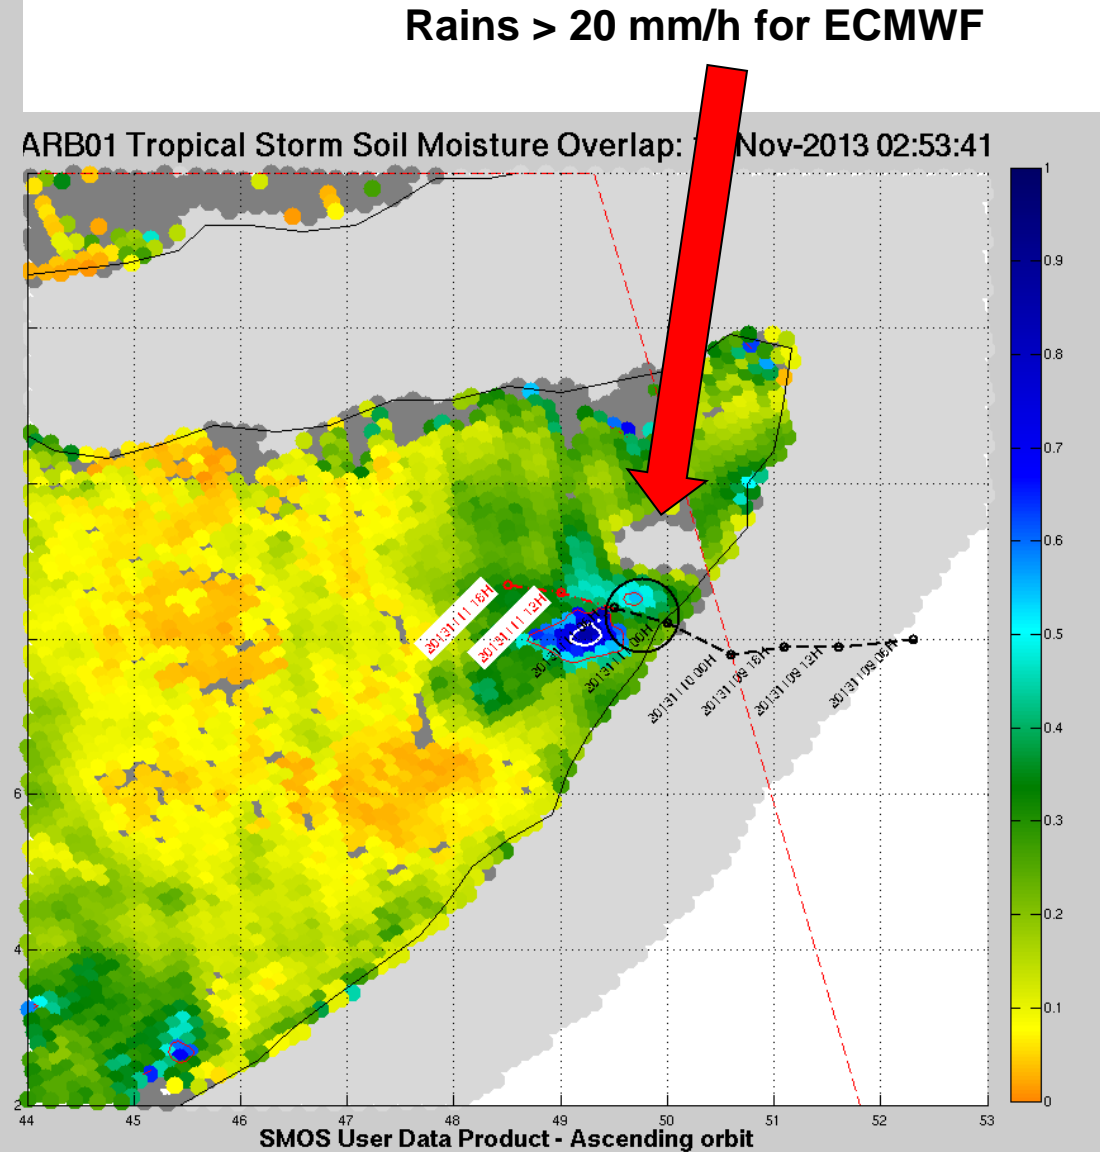 Rains > 20 mm/h for ECMWF
ARB01 Tropical Storm Soil Moisture Overlap: Nov-2013 02:53:41
1
0.9
0.8
0.7
0.6
0.5
0.4
0.3
0.2
0.1
0
20131111 18H
20131111 12H
20131110 00H
20131109 18H
20131109 12H
20131109 06H
6
4
2
44 45 46 47 48 49 50 51 52 53
SMOS User Data Product - Ascending orbit